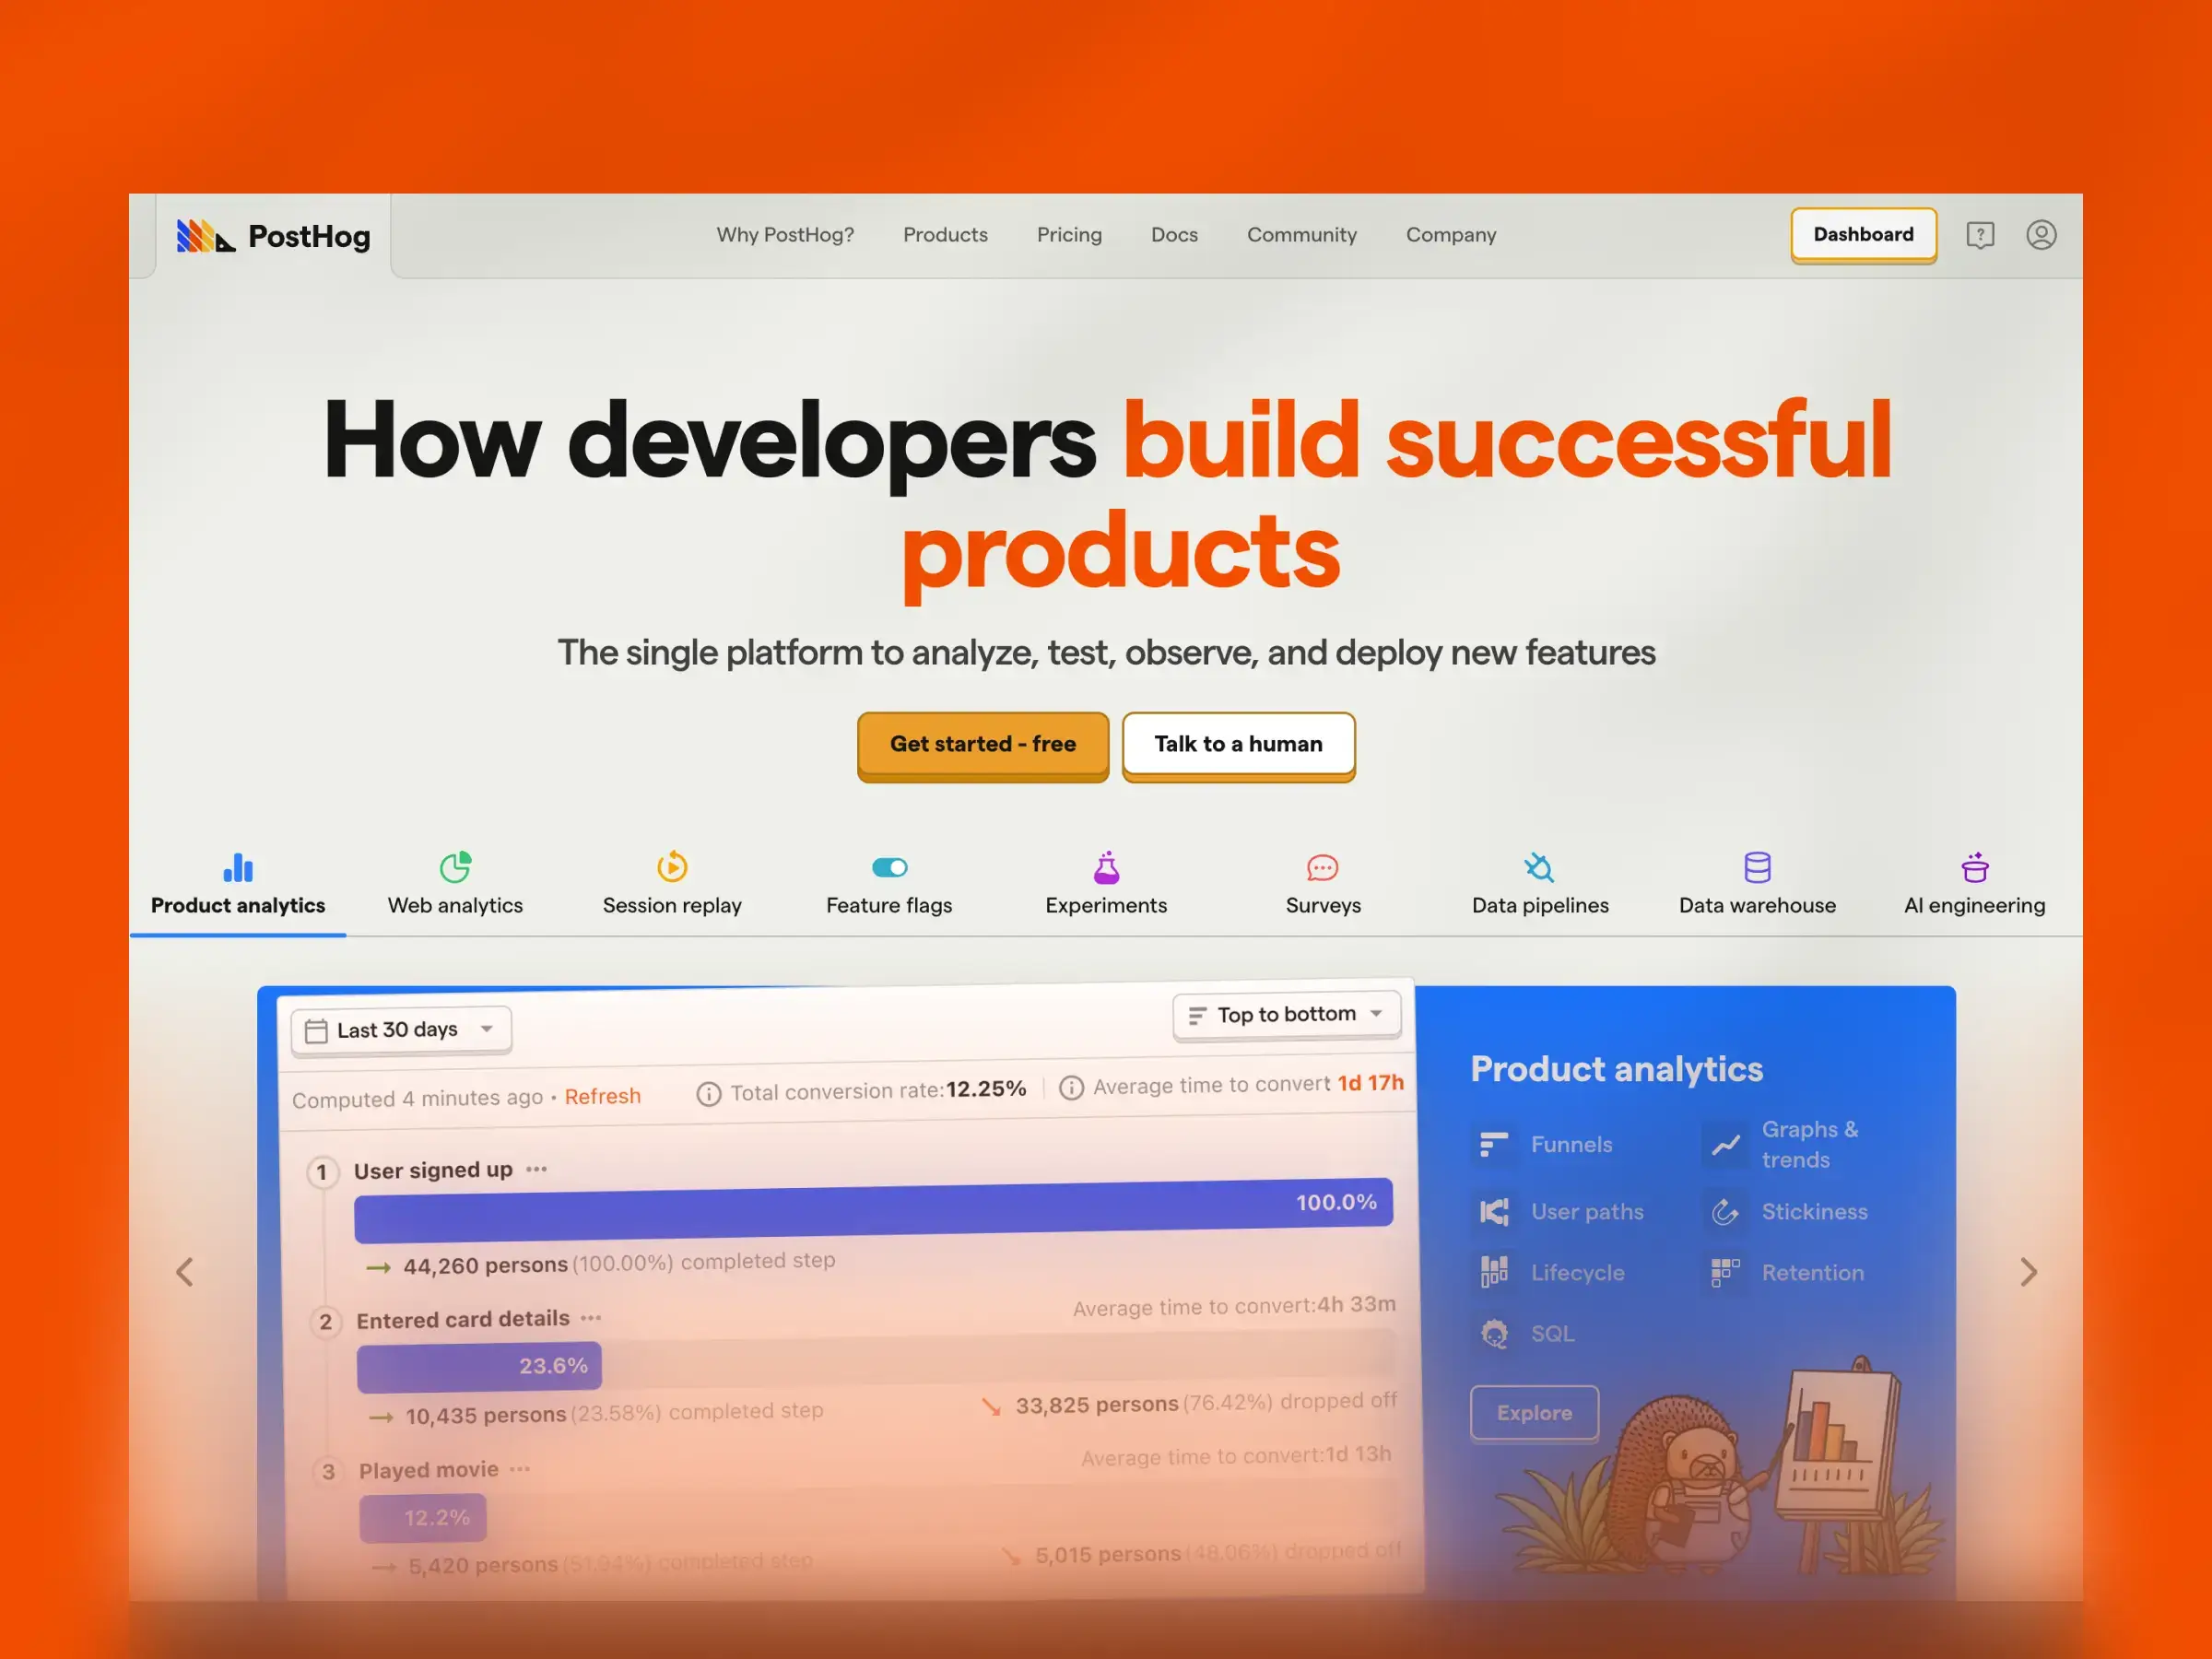 PostHog
Why PostHog?
Products
Pricing
Docs
Community
Company
Dashboard
How developers build successful
products
The single platform to analyze, test, observe, and deploy new features
Get started - free
Talk to a human
Product analytics
Web analytics
Session replay
Feature flags
Experiments
Surveys
Data pipelines
Data warehouse
AI engineering
Last 30 days
Top to bottom
Computed 4 minutes ago • Refresh
Total conversion rate:12.25%
Average time to convert 1d 17h
1 User signed up
100.0%
44,260 persons (100.00%) completed step
Average time to convert:4h 33m
2 Entered card details
23.6%
10,435 persons (23.58%) completed step
33,825 persons (76.42%) dropped off
Average time to convert:1d 13h
3 Played movie
12.2%
5,420 persons (51.94%) completed step
5,015 persons (48.06%) dropped off
Product analytics
Funnels
Graphs &
trends
User paths
Stickiness
Lifecycle
Retention
SQL
Explore